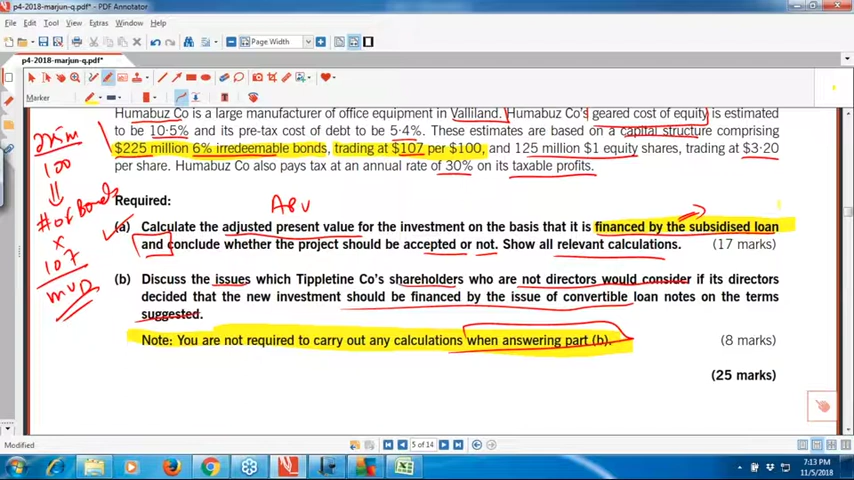 p4-2018-marjun-q.pdf* - PDF Annotator
File Edit View Tool Document Extras Window Help
Page Width
p4-2018-marjun-q.pdf*
Marker
Humabuz Co is a large manufacturer of office equipment in Valliland. Humabuz Co's geared cost of equity is estimated
to be 10·5% and its pre-tax cost of debt to be 5·4%. These estimates are based on a capital structure comprising
$225 million 6% irredeemable bonds, trading at $107 per $100, and 125 million $1 equity shares, trading at $3·20
per share. Humabuz Co also pays tax at an annual rate of 30% on its taxable profits.
225m
100
# of Bonds
×
107
MVD
Required:
APV
(a) Calculate the adjusted present value for the investment on the basis that it is financed by the subsidised loan
and conclude whether the project should be accepted or not. Show all relevant calculations. (17 marks)
(b) Discuss the issues which Tippletine Co's shareholders who are not directors would consider if its directors
decided that the new investment should be financed by the issue of convertible loan notes on the terms
suggested.
Note: You are not required to carry out any calculations when answering part (b). (8 marks)
(25 marks)
Modified
5 of 14
7:13 PM
11/5/2018